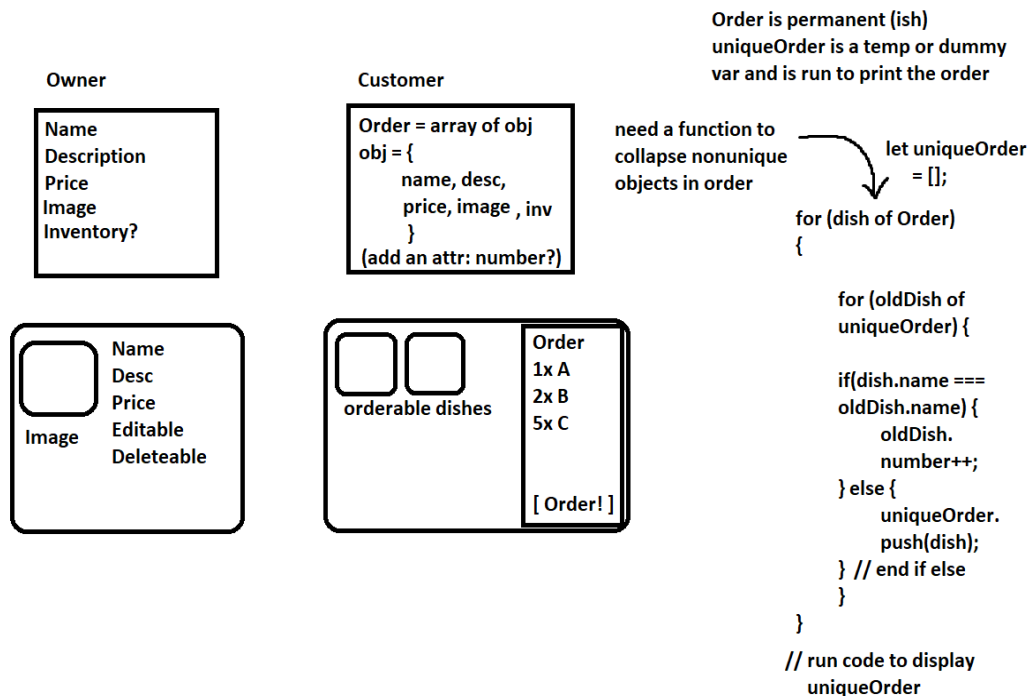 Order is permanent (ish)
uniqueOrder is a temp or dummy
var and is run to print the order
Owner
Name
Description
Price
Image
Inventory?
Customer
Order = array of obj
obj = {
name, desc,
price, image , inv
}
(add an attr: number?)
need a function to
collapse nonunique
objects in order
let uniqueOrder
= [];
for (dish of Order)
{
for (oldDish of
uniqueOrder) {
if(dish.name ===
oldDish.name) {
oldDish.
number++;
} else {
uniqueOrder.
push(dish);
} // end if else
}
}
// run code to display
uniqueOrder
Image
Name
Desc
Price
Editable
Deleteable
orderable dishes
Order
1x A
2x B
5x C
[ Order! ]